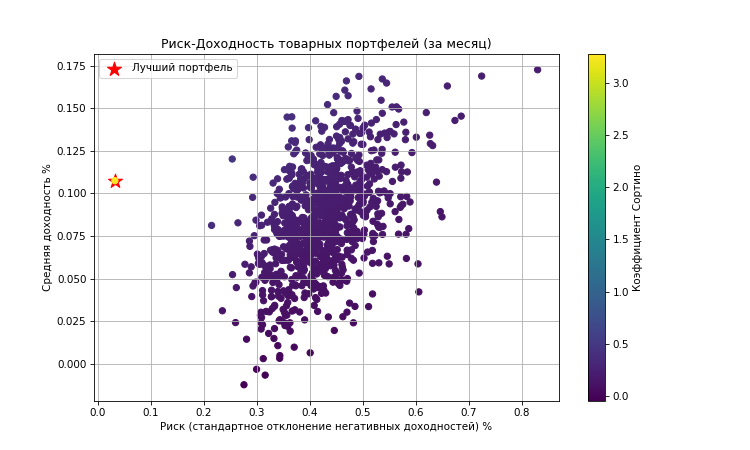 Риск-Доходность товарных портфелей (за месяц)
Лучший портфель
Средняя доходность %
0.175
0.150
0.125
0.100
0.075
0.050
0.025
0.000
0.0 0.1 0.2 0.3 0.4 0.5 0.6 0.7 0.8
Риск (стандартное отклонение негативных доходностей) %
3.0
2.5
2.0
1.5
1.0
0.5
0.0
Коэффициент Сортино